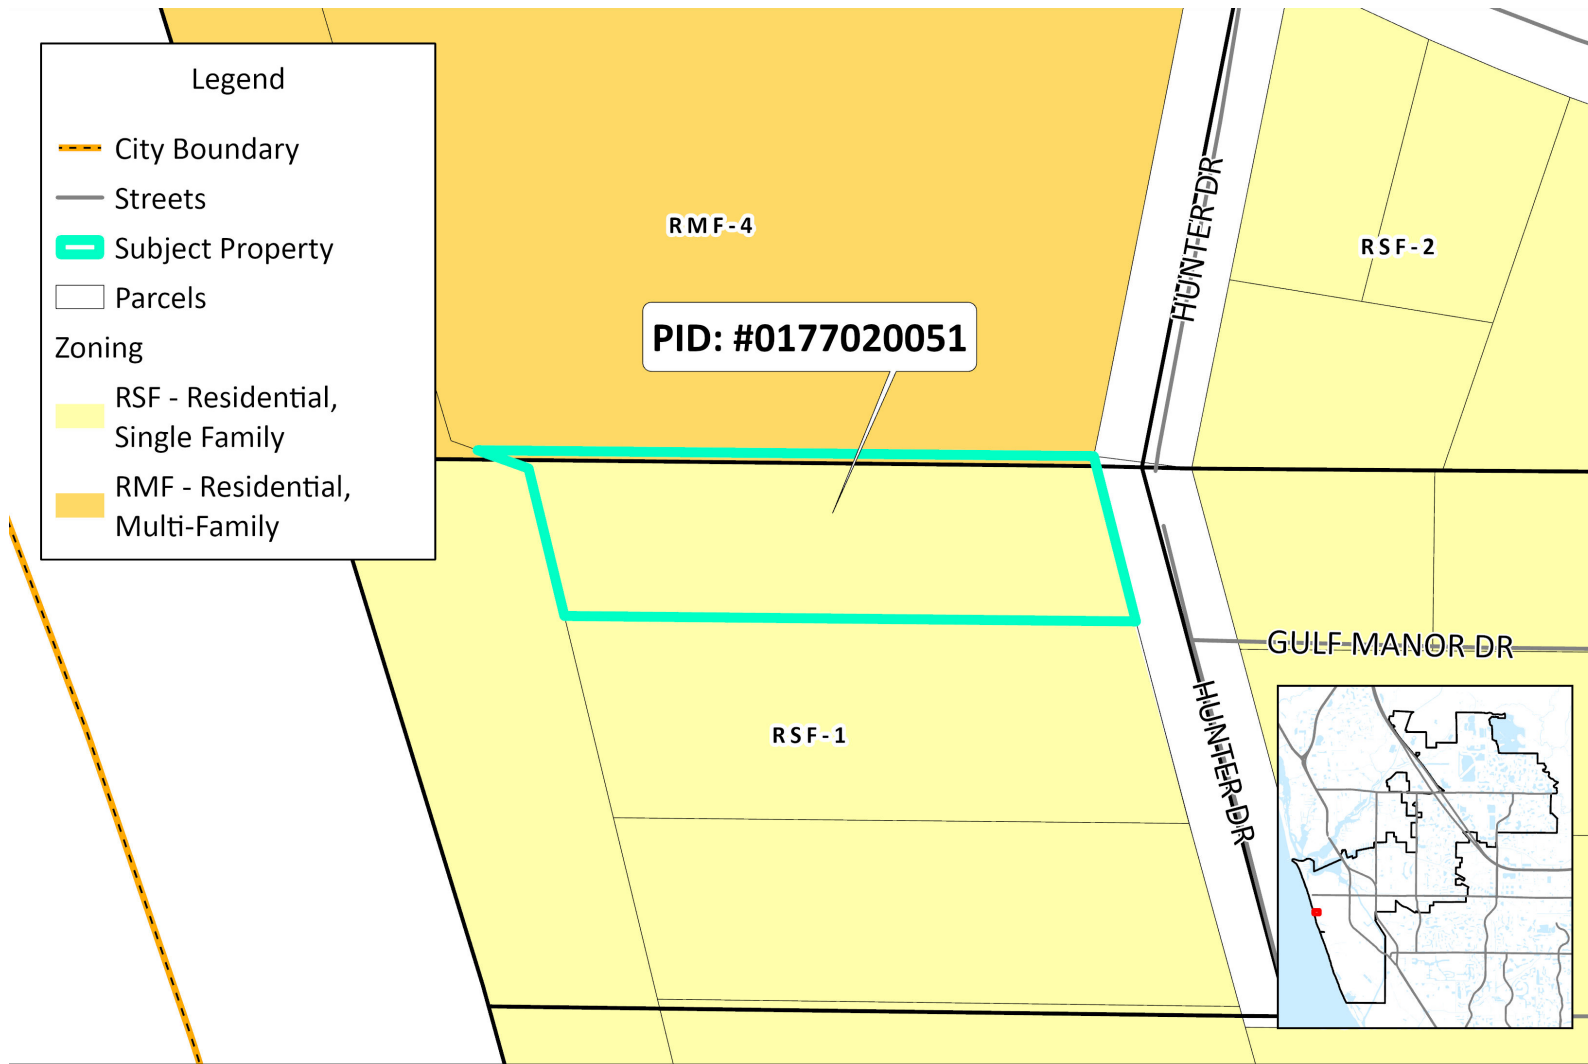 Legend
City Boundary
Streets
Subject Property
Parcels
Zoning
RSF - Residential,
Single Family
RMF - Residential,
Multi-Family
RMF-4
PID: #0177020051
HUNTER DR
RSF-2
GULF MANOR DR
RSF-1
HUNTER DR